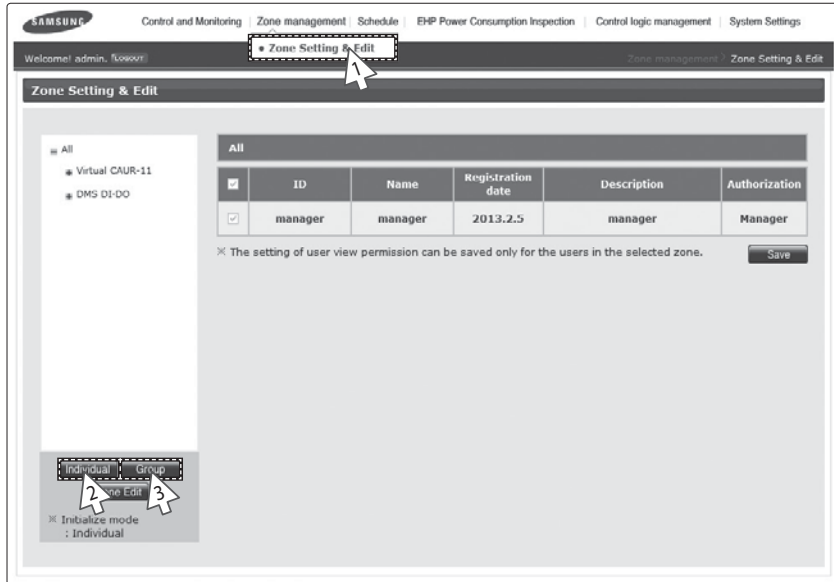 SAMSUNG Control and Monitoring | Zone management | Schedule | EHP Power Consumption Inspection | Control logic management | System Settings
Welcome! admin. LOGOUT • Zone Setting & Edit Zone management > Zone Setting & Edit
1
Zone Setting & Edit
All
Virtual CAUR-11
DMS DI-DO
All
ID Name Registration date Description Authorization
manager manager 2013.2.5 manager Manager
※ The setting of user view permission can be saved only for the users in the selected zone. Save
Individual Group
2 Edit 3
※ Initialize mode
: Individual